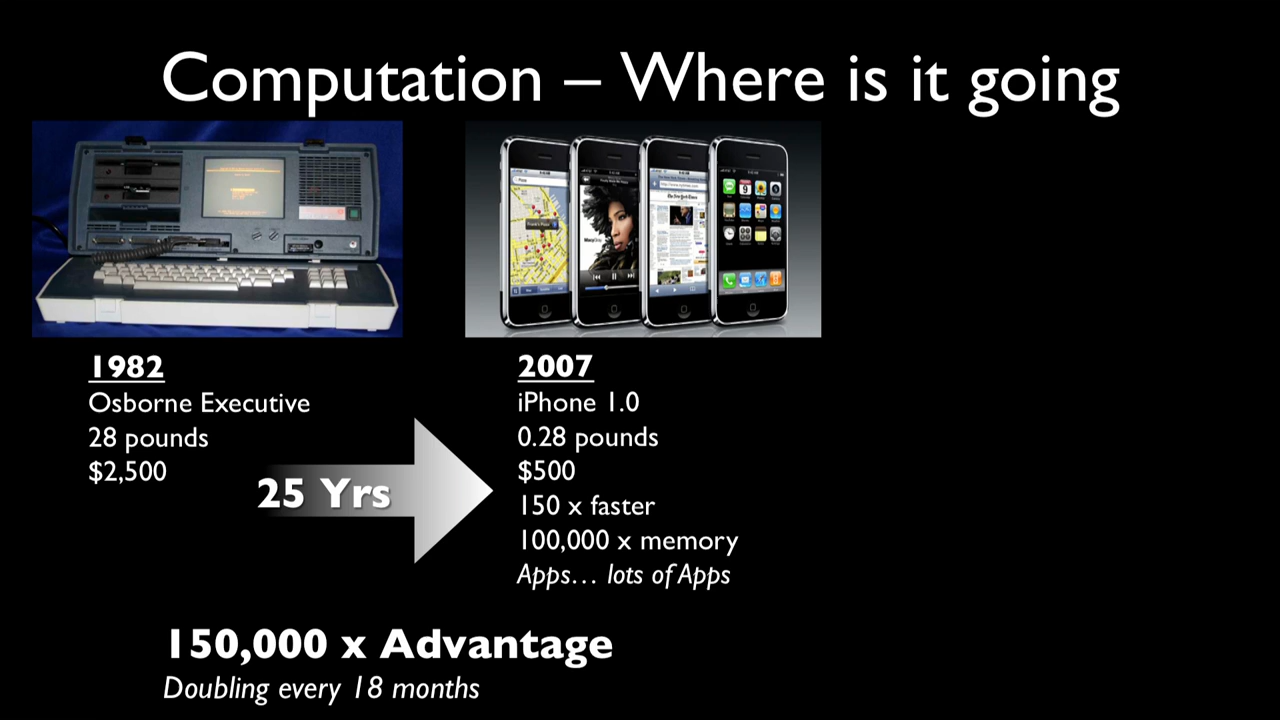 Computation – Where is it going
1982
Osborne Executive
28 pounds
$2,500
25 Yrs
2007
iPhone 1.0
0.28 pounds
$500
150 x faster
100,000 x memory
Apps... lots of Apps
150,000 x Advantage
Doubling every 18 months